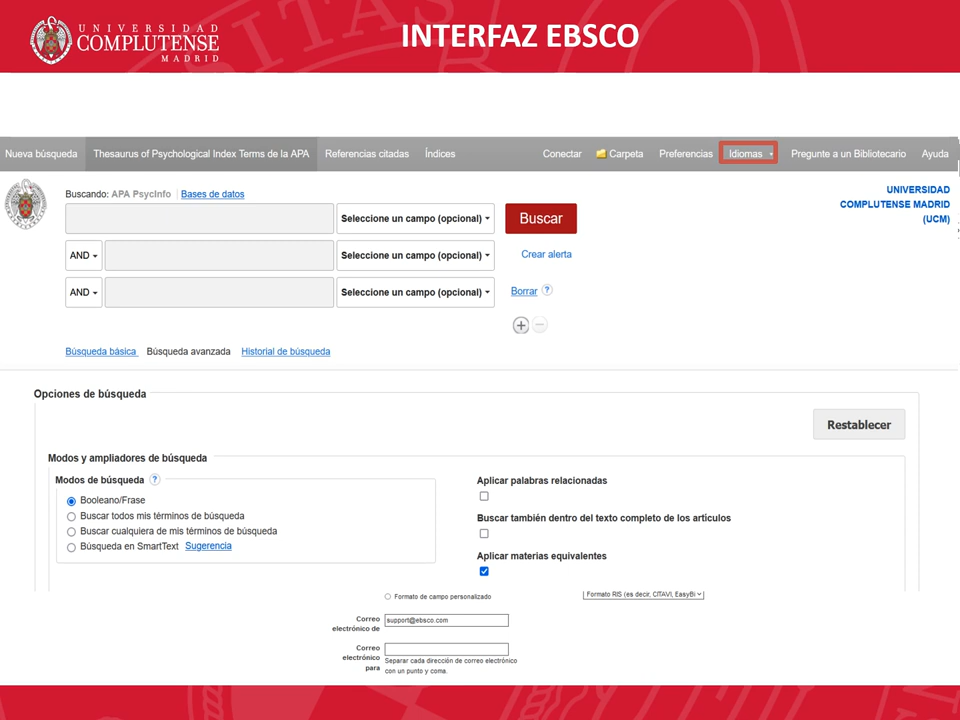 UNIVERSIDAD
COMPLUTENSE
MADRID
INTERFAZ EBSCO
Nueva búsqueda Thesaurus of Psychological Index Terms de la APA Referencias citadas Índices Conectar Carpeta Preferencias Idiomas Pregunte a un Bibliotecario Ayuda
Buscando: APA PsycInfo Bases de datos
UNIVERSIDAD
COMPLUTENSE MADRID
(UCM)
Seleccione un campo (opcional) Buscar
AND Seleccione un campo (opcional) Crear alerta
AND Seleccione un campo (opcional) Borrar ?
Búsqueda básica Búsqueda avanzada Historial de búsqueda
Opciones de búsqueda
Restablecer
Modos y ampliadores de búsqueda
Modos de búsqueda ?
Booleano/Frase
Buscar todos mis términos de búsqueda
Buscar cualquiera de mis términos de búsqueda
Búsqueda en SmartText Sugerencia
Aplicar palabras relacionadas
Buscar también dentro del texto completo de los artículos
Aplicar materias equivalentes
Formato de campo personalizado Formato RIS (es decir, CITAVI, EasyBi
Correo
electrónico de
support@ebsco.com
Correo
electrónico
para
Separar cada dirección de correo electrónico
con un punto y coma.